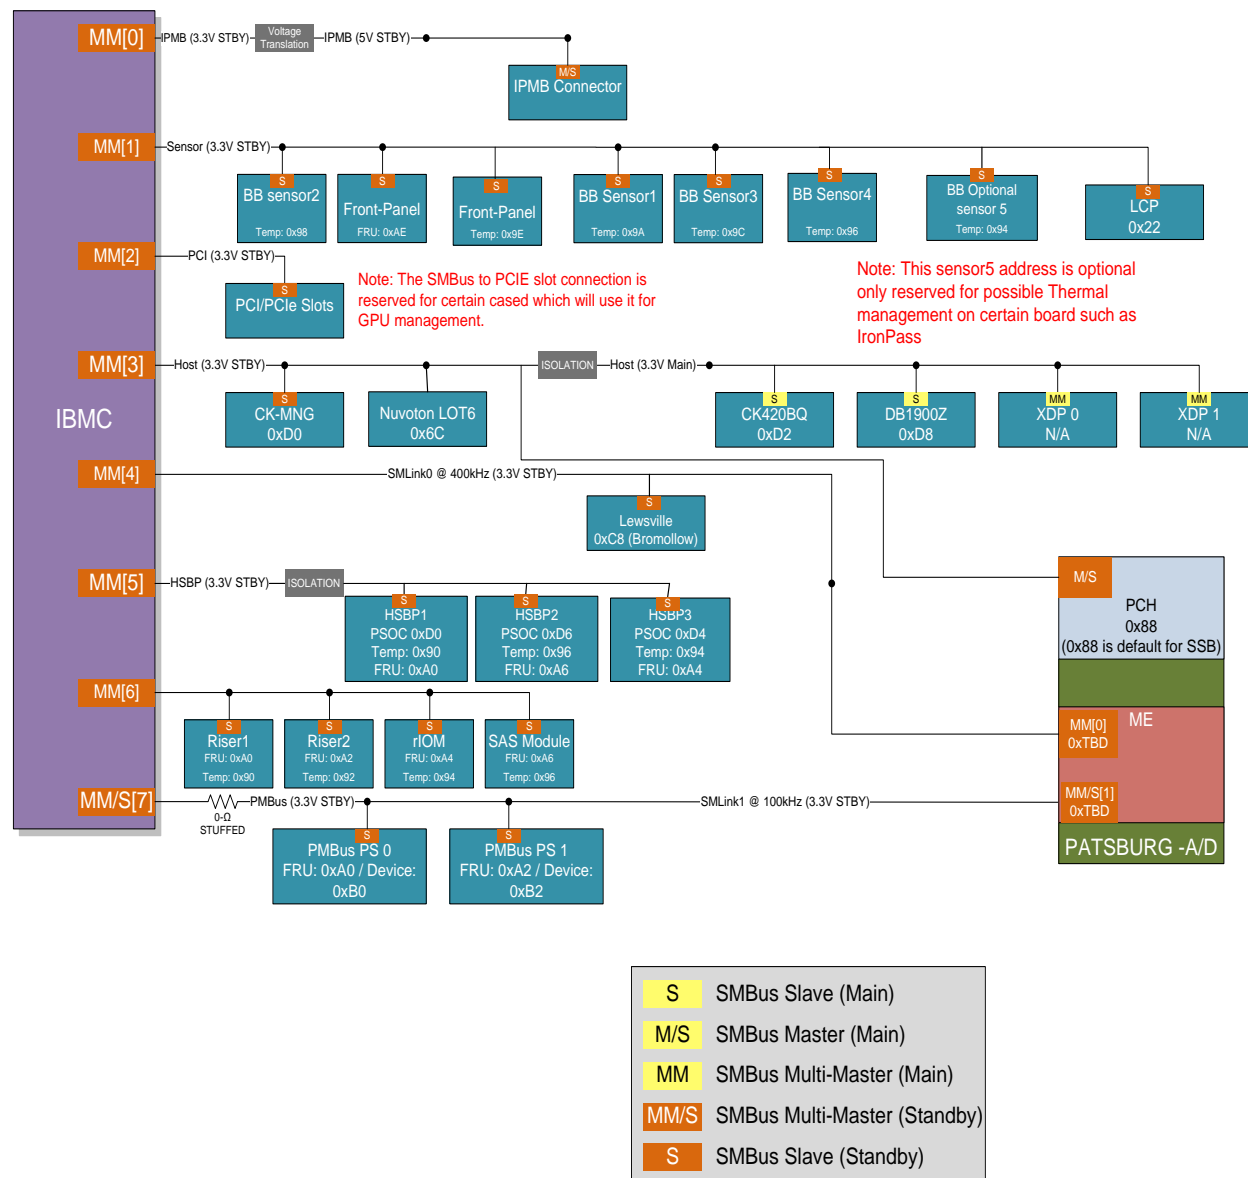 MM[0]
IPMB (3.3V STBY)
Voltage
Translation
IPMB (5V STBY)
M/S
IPMB Connector
MM[1]
Sensor (3.3V STBY)
S
BB sensor2
Temp: 0x98
S
Front-Panel
FRU: 0xAE
S
Front-Panel
Temp: 0x9E
S
BB Sensor1
Temp: 0x9A
S
BB Sensor3
Temp: 0x9C
S
BB Sensor4
Temp: 0x96
S
BB Optional
sensor 5
Temp: 0x94
S
LCP
0x22
MM[2]
PCI (3.3V STBY)
S
PCI/PCIe Slots
Note: The SMBus to PCIE slot connection is
reserved for certain cased which will use it for
GPU management.
Note: This sensor5 address is optional
only reserved for possible Thermal
management on certain board such as
IronPass
MM[3]
Host (3.3V STBY)
ISOLATION
Host (3.3V Main)
IBMC
S
CK-MNG
0xD0
Nuvoton LOT6
0x6C
S
CK420BQ
0xD2
S
DB1900Z
0xD8
MM
XDP 0
N/A
MM
XDP 1
N/A
MM[4]
SMLink0 @ 400kHz (3.3V STBY)
S
Lewsville
0xC8 (Bromollow)
MM[5]
HSBP (3.3V STBY)
ISOLATION
S
HSBP1
PSOC 0xD0
Temp: 0x90
FRU: 0xA0
S
HSBP2
PSOC 0xD6
Temp: 0x96
FRU: 0xA6
S
HSBP3
PSOC 0xD4
Temp: 0x94
FRU: 0xA4
M/S
PCH
0x88
(0x88 is default for SSB)
MM[6]
S
Riser1
FRU: 0xA0
Temp: 0x90
S
Riser2
FRU: 0xA2
Temp: 0x92
S
rIOM
FRU: 0xA4
Temp: 0x94
S
SAS Module
FRU: 0xA6
Temp: 0x96
ME
MM[0]
0xTBD
MM/S[7]
0-Ω
STUFFED
PMBus (3.3V STBY)
SMLink1 @ 100kHz (3.3V STBY)
MM/S[1]
0xTBD
PATSBURG -A/D
S
PMBus PS 0
FRU: 0xA0 / Device:
0xB0
S
PMBus PS 1
FRU: 0xA2 / Device:
0xB2
S SMBus Slave (Main)
M/S SMBus Master (Main)
MM SMBus Multi-Master (Main)
MM/S SMBus Multi-Master (Standby)
S SMBus Slave (Standby)